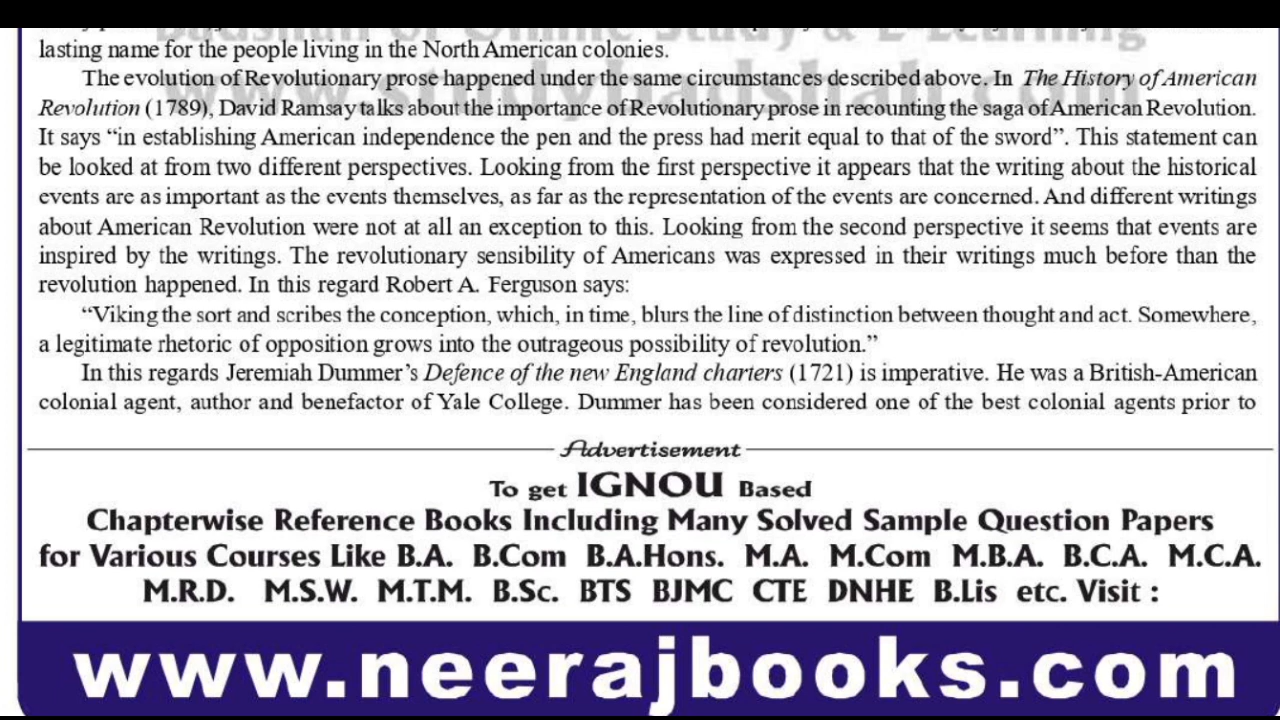 Badshah of Online Study & E-Learning
www.studybadshah.com
lasting name for the people living in the North American colonies.
The evolution of Revolutionary prose happened under the same circumstances described above. In The History of American
Revolution (1789), David Ramsay talks about the importance of Revolutionary prose in recounting the saga of American Revolution.
It says “in establishing American independence the pen and the press had merit equal to that of the sword”. This statement can
be looked at from two different perspectives. Looking from the first perspective it appears that the writing about the historical
events are as important as the events themselves, as far as the representation of the events are concerned. And different writings
about American Revolution were not at all an exception to this. Looking from the second perspective it seems that events are
inspired by the writings. The revolutionary sensibility of Americans was expressed in their writings much before than the
revolution happened. In this regard Robert A. Ferguson says:
“Viking the sort and scribes the conception, which, in time, blurs the line of distinction between thought and act. Somewhere,
a legitimate rhetoric of opposition grows into the outrageous possibility of revolution.”
In this regards Jeremiah Dummer’s Defence of the new England charters (1721) is imperative. He was a British-American
colonial agent, author and benefactor of Yale College. Dummer has been considered one of the best colonial agents prior to
Advertisement
To get IGNOU Based
Chapterwise Reference Books Including Many Solved Sample Question Papers
for Various Courses Like B.A. B.Com B.A.Hons. M.A. M.Com M.B.A. B.C.A. M.C.A.
M.R.D. M.S.W. M.T.M. B.Sc. BTS BJMC CTE DNHE B.Lis etc. Visit :
www.neerajbooks.com